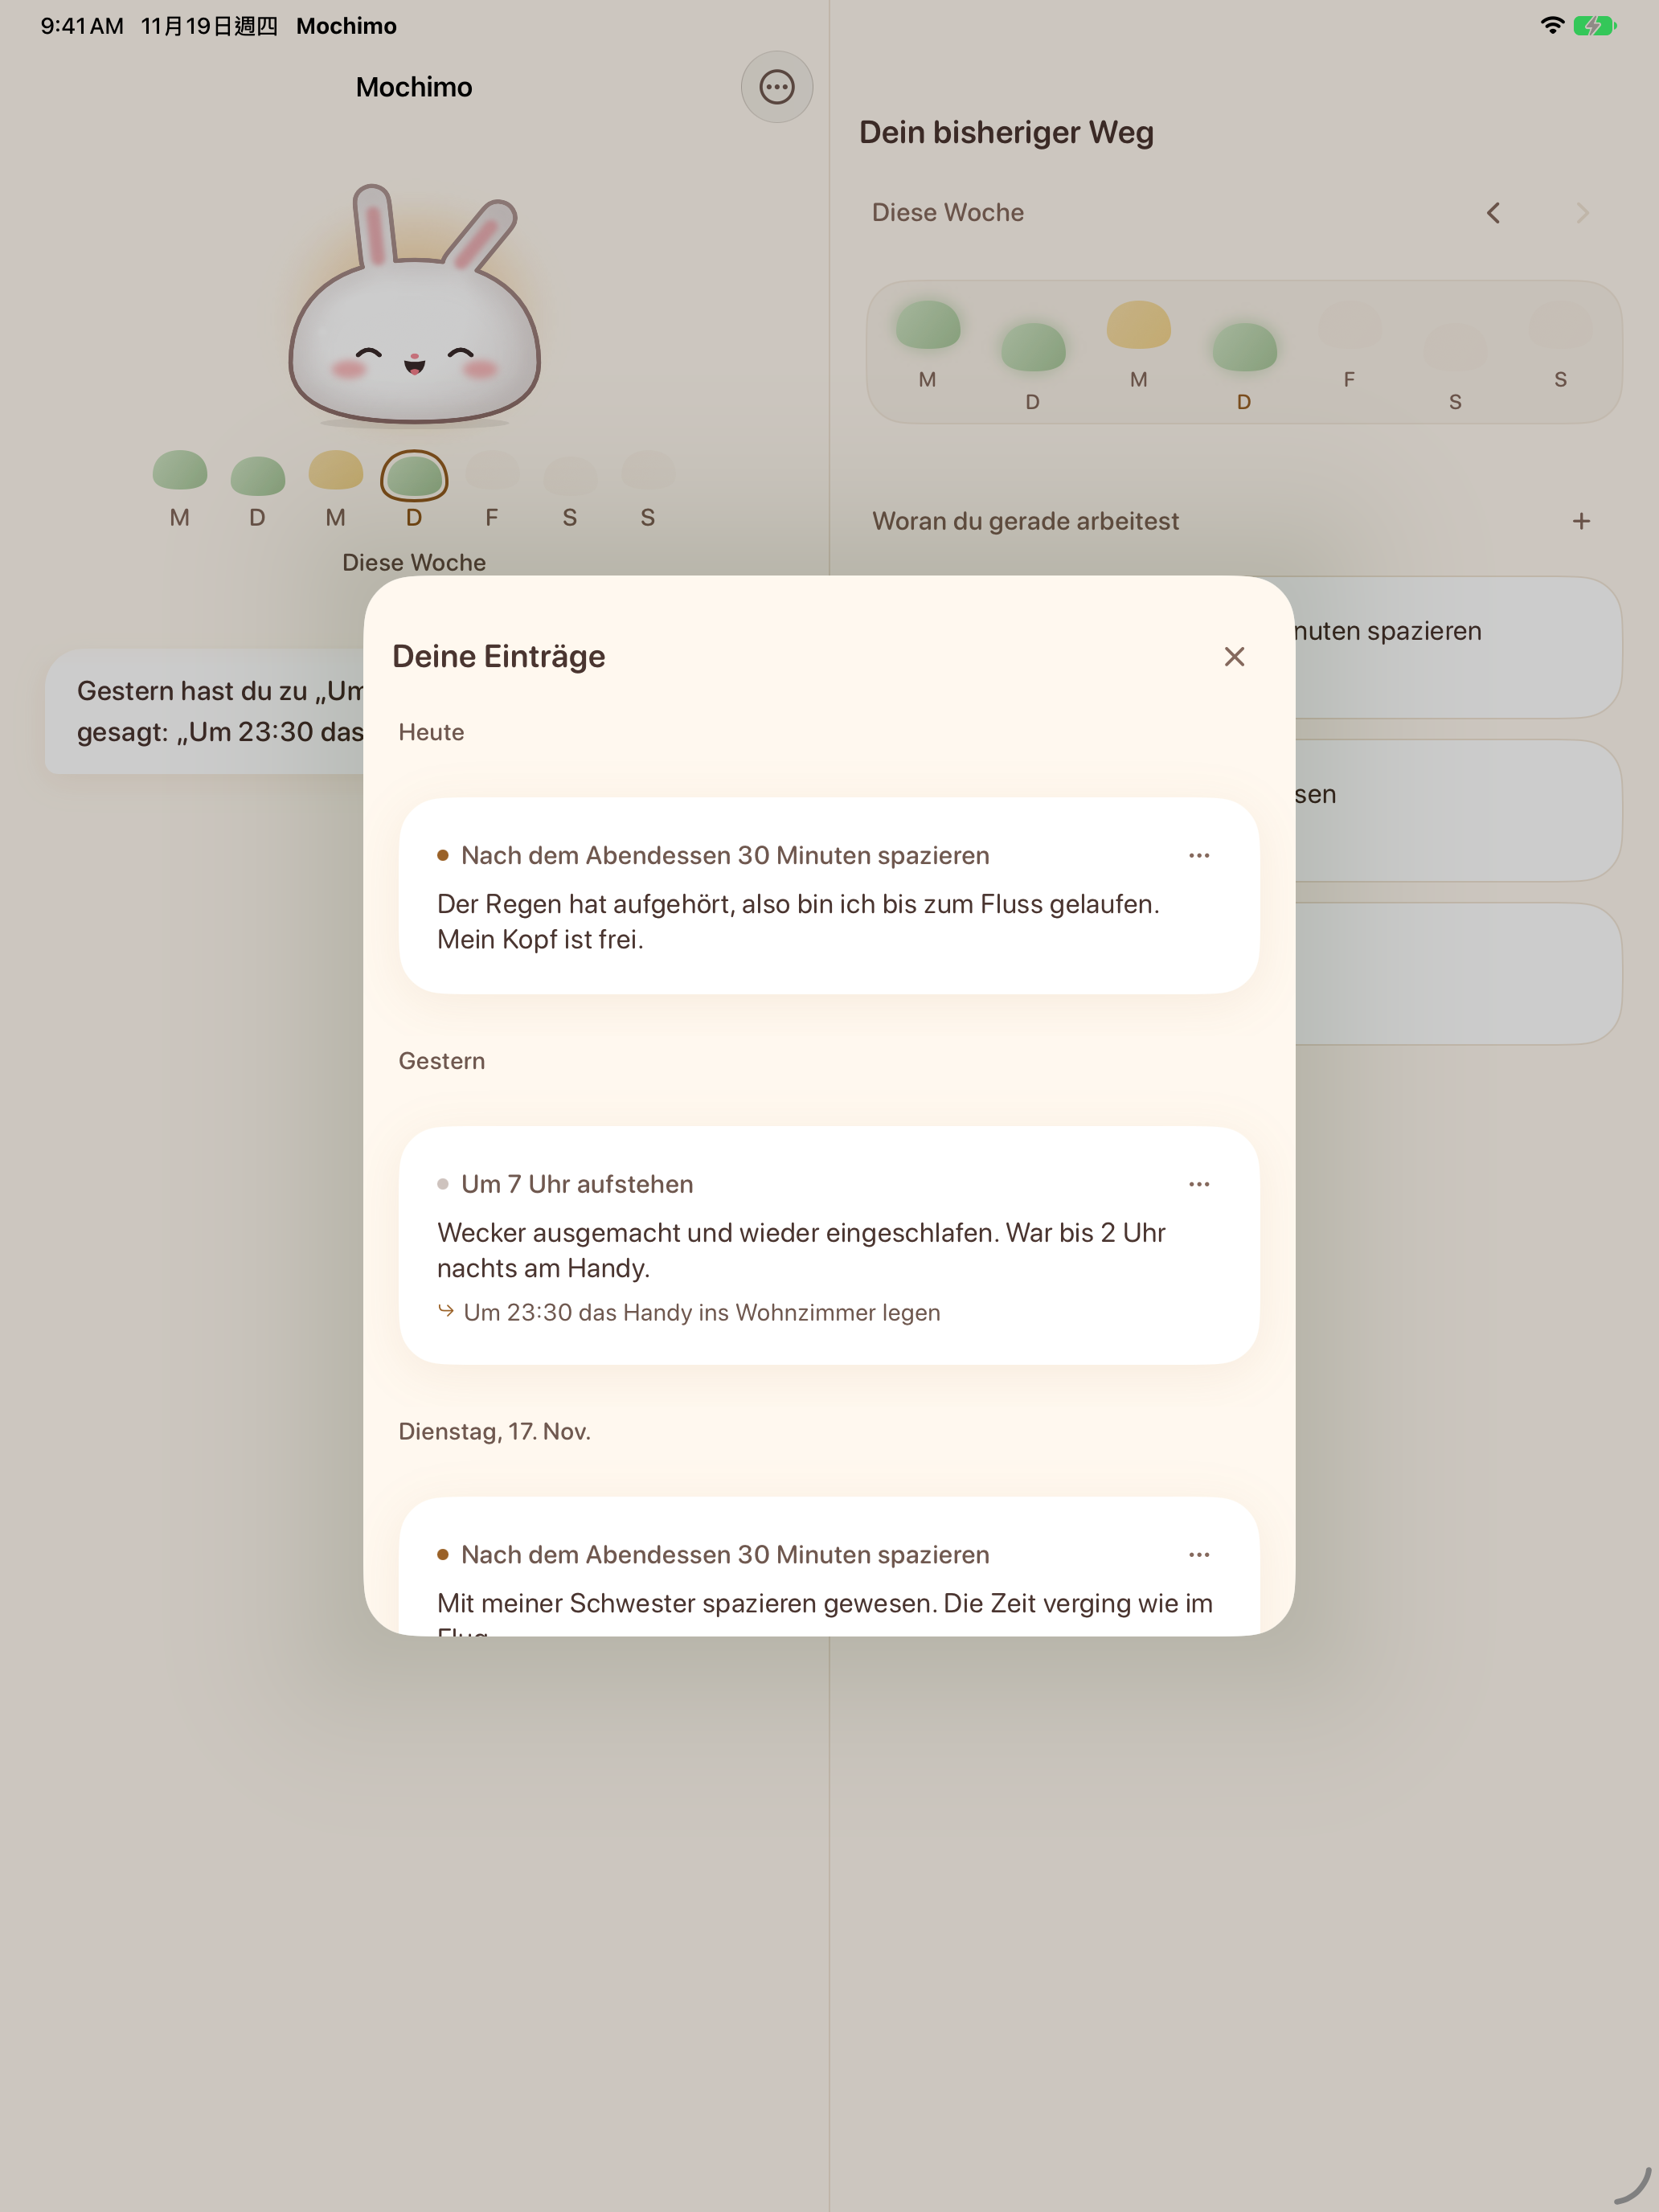 9:41 AM 11月19日週四 Mochimo
Mochimo
M D M D F S S
Diese Woche
Gestern hast du zu „Um
gesagt: „Um 23:30 das
Dein bisheriger Weg
Diese Woche
M D M D F S S
Woran du gerade arbeitest
nuten spazieren
sen
Deine Einträge
Heute
Nach dem Abendessen 30 Minuten spazieren
Der Regen hat aufgehört, also bin ich bis zum Fluss gelaufen.
Mein Kopf ist frei.
Gestern
Um 7 Uhr aufstehen
Wecker ausgemacht und wieder eingeschlafen. War bis 2 Uhr
nachts am Handy.
Um 23:30 das Handy ins Wohnzimmer legen
Dienstag, 17. Nov.
Nach dem Abendessen 30 Minuten spazieren
Mit meiner Schwester spazieren gewesen. Die Zeit verging wie im